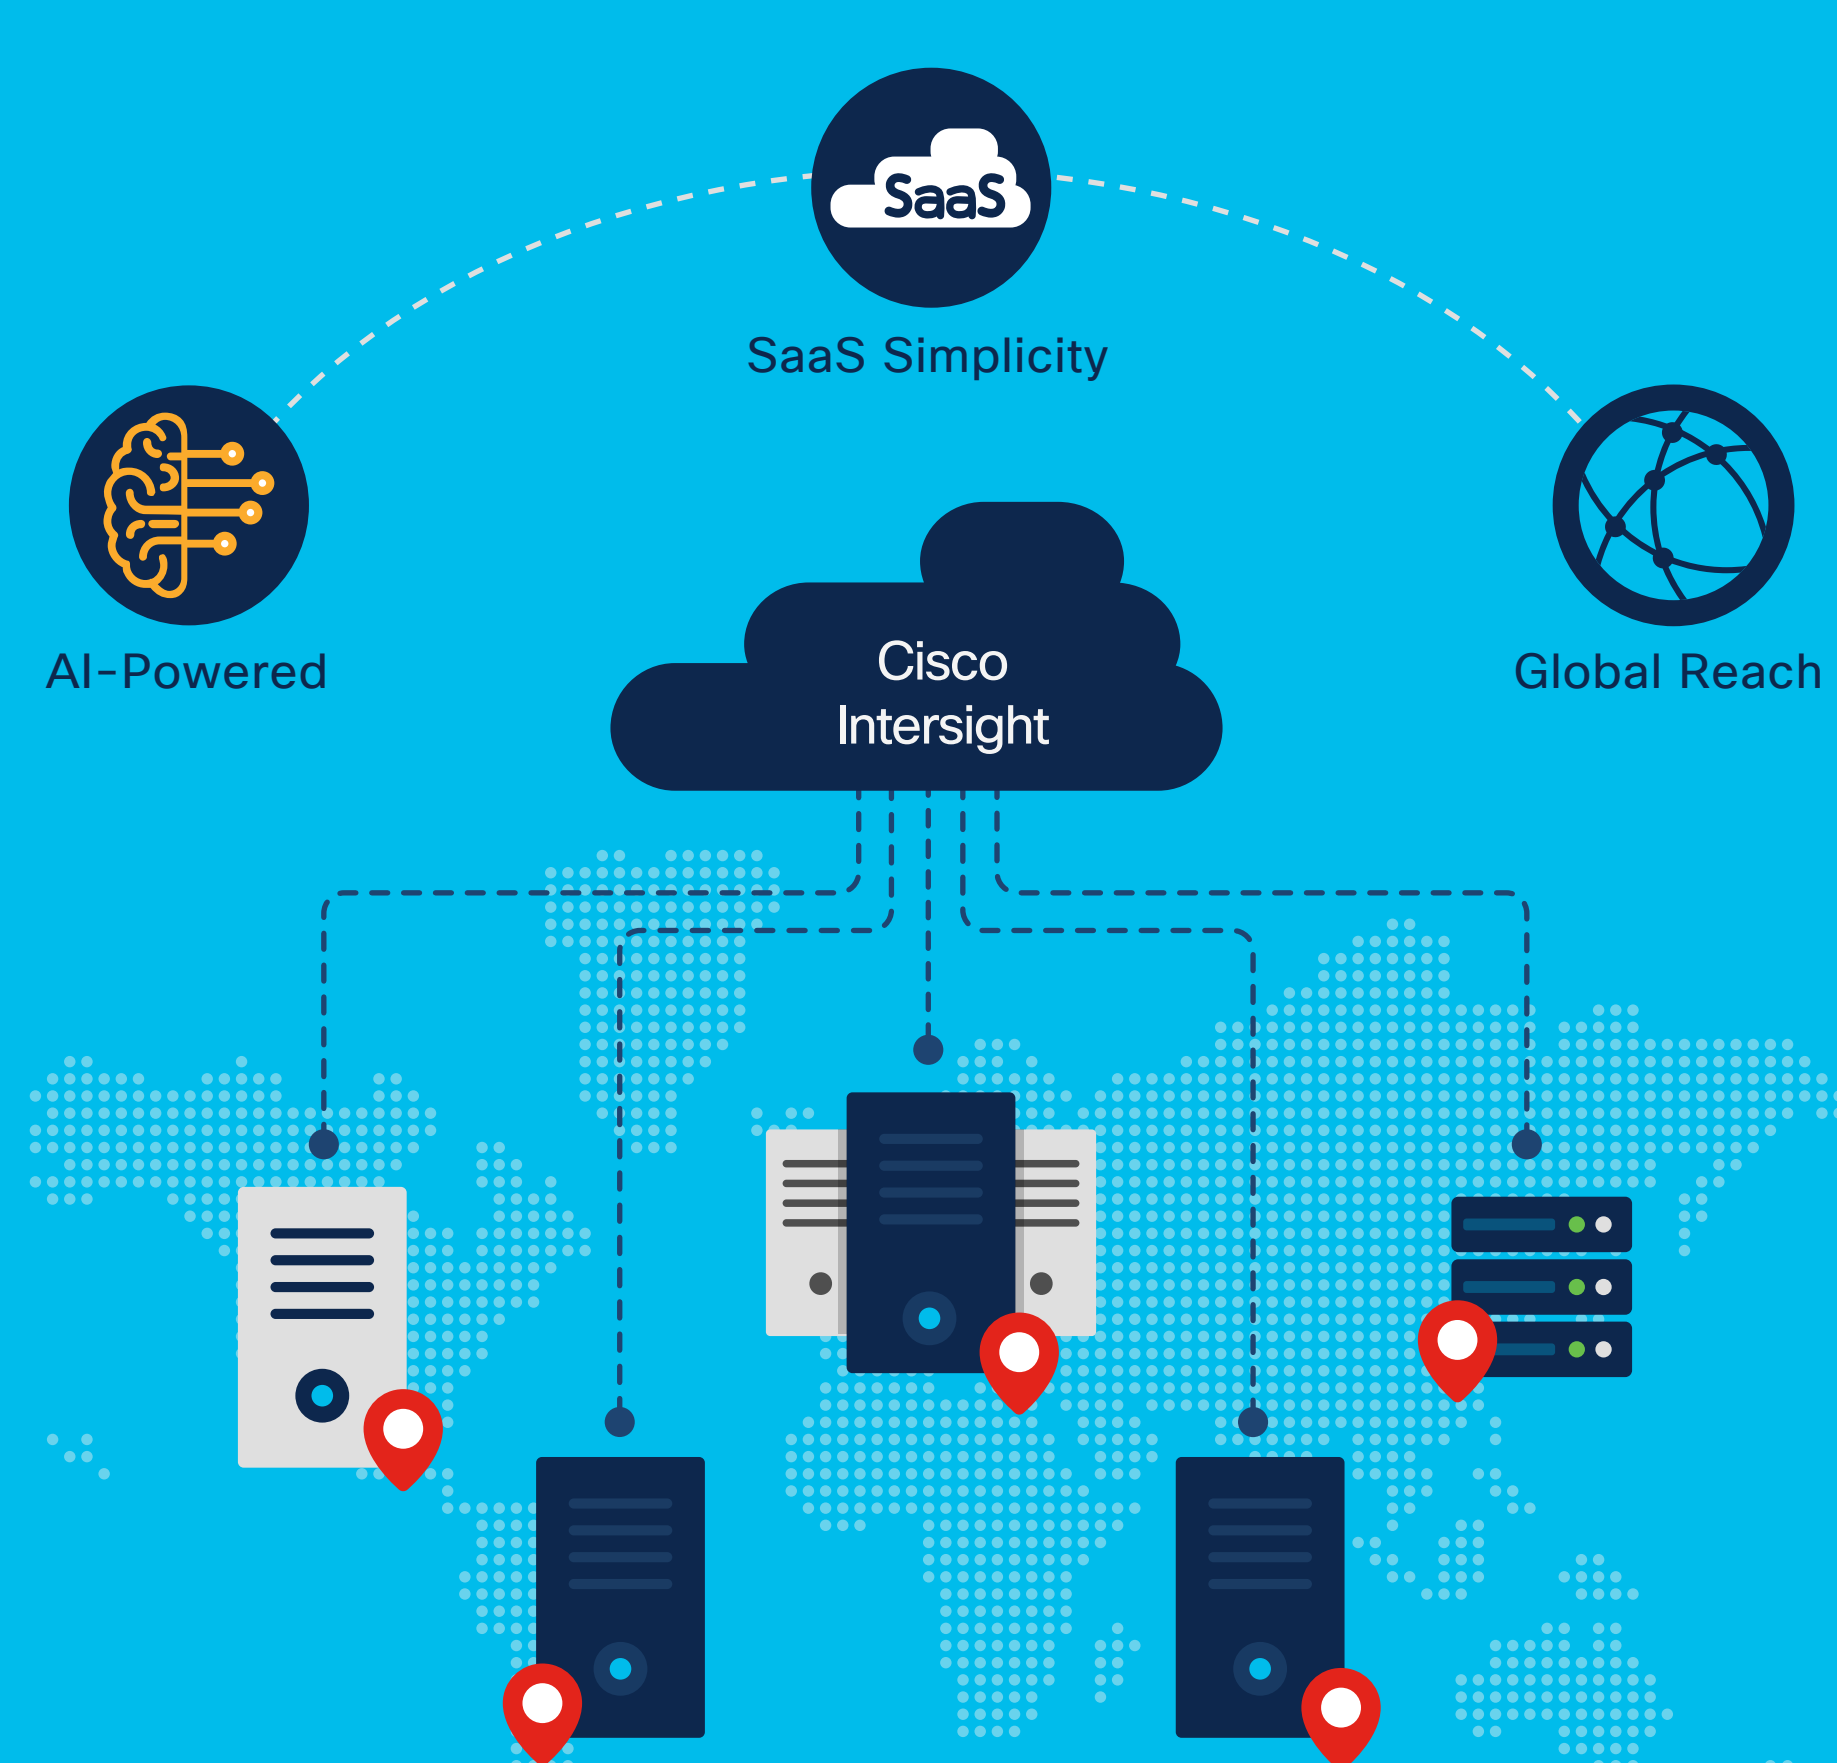 SaaS
SaaS Simplicity
AI-Powered
Global Reach
Cisco
Intersight